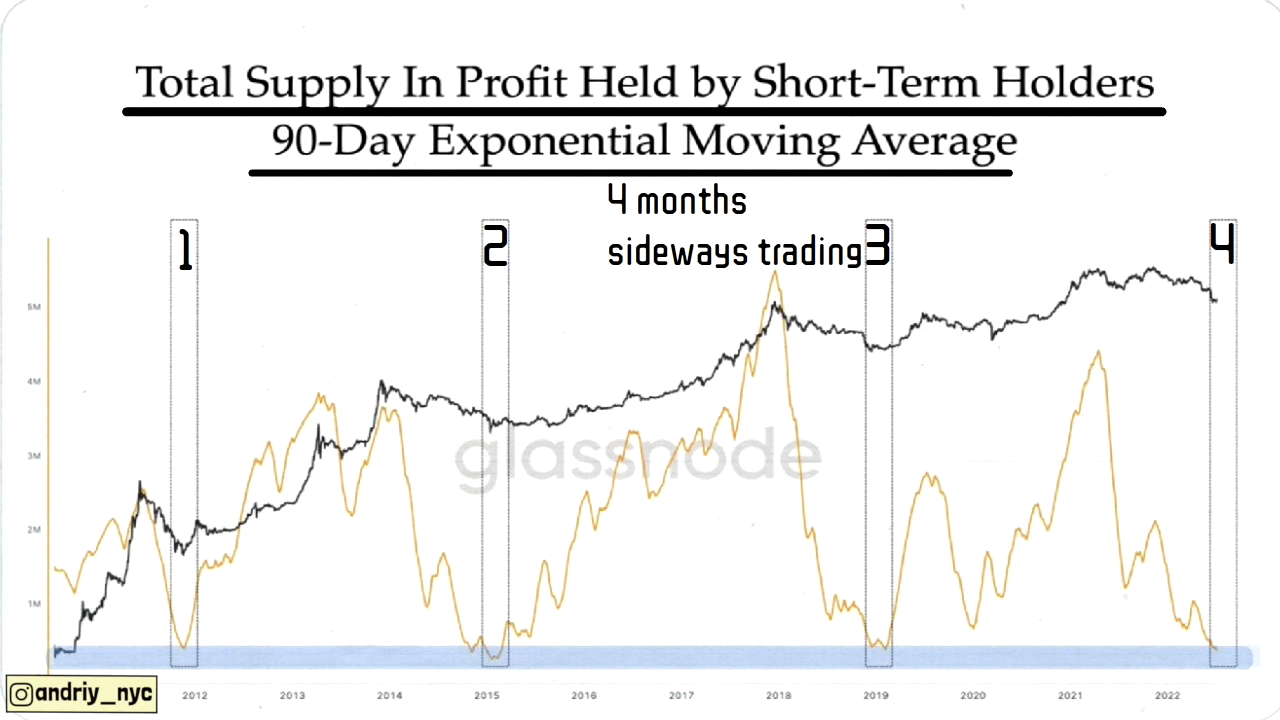 Total Supply In Profit Held by Short-Term Holders
90-Day Exponential Moving Average
4 months
sideways trading
1
2
3
4
5M
4M
3M
2M
1M
glassnode
2012 2013 2014 2015 2016 2017 2018 2019 2020 2021 2022
andriy_nyc